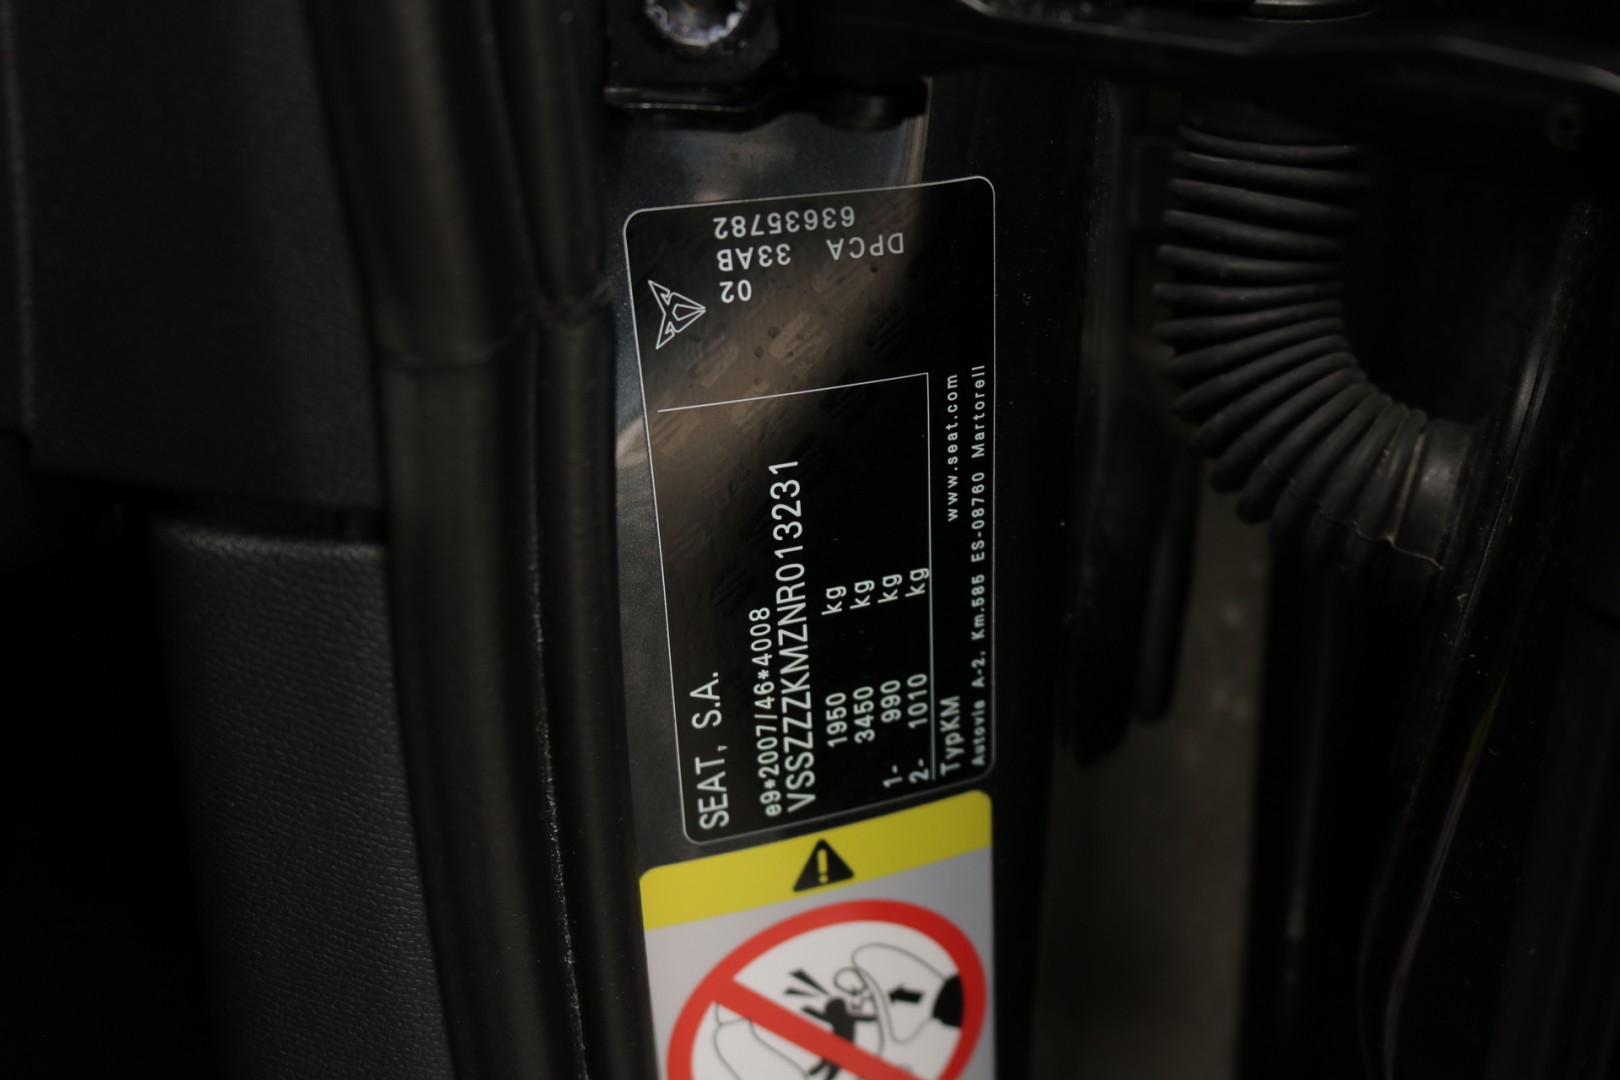 SEAT, S.A.
e9*2007/46*4008
VSSZZZKMZNR013231
1950 kg
3450 kg
1- 990 kg
2- 1010 kg
TypKM www.seat.com
Autovia A-2, Km.585 ES-08760 Martorell
02 33AB 63635782
DPCA